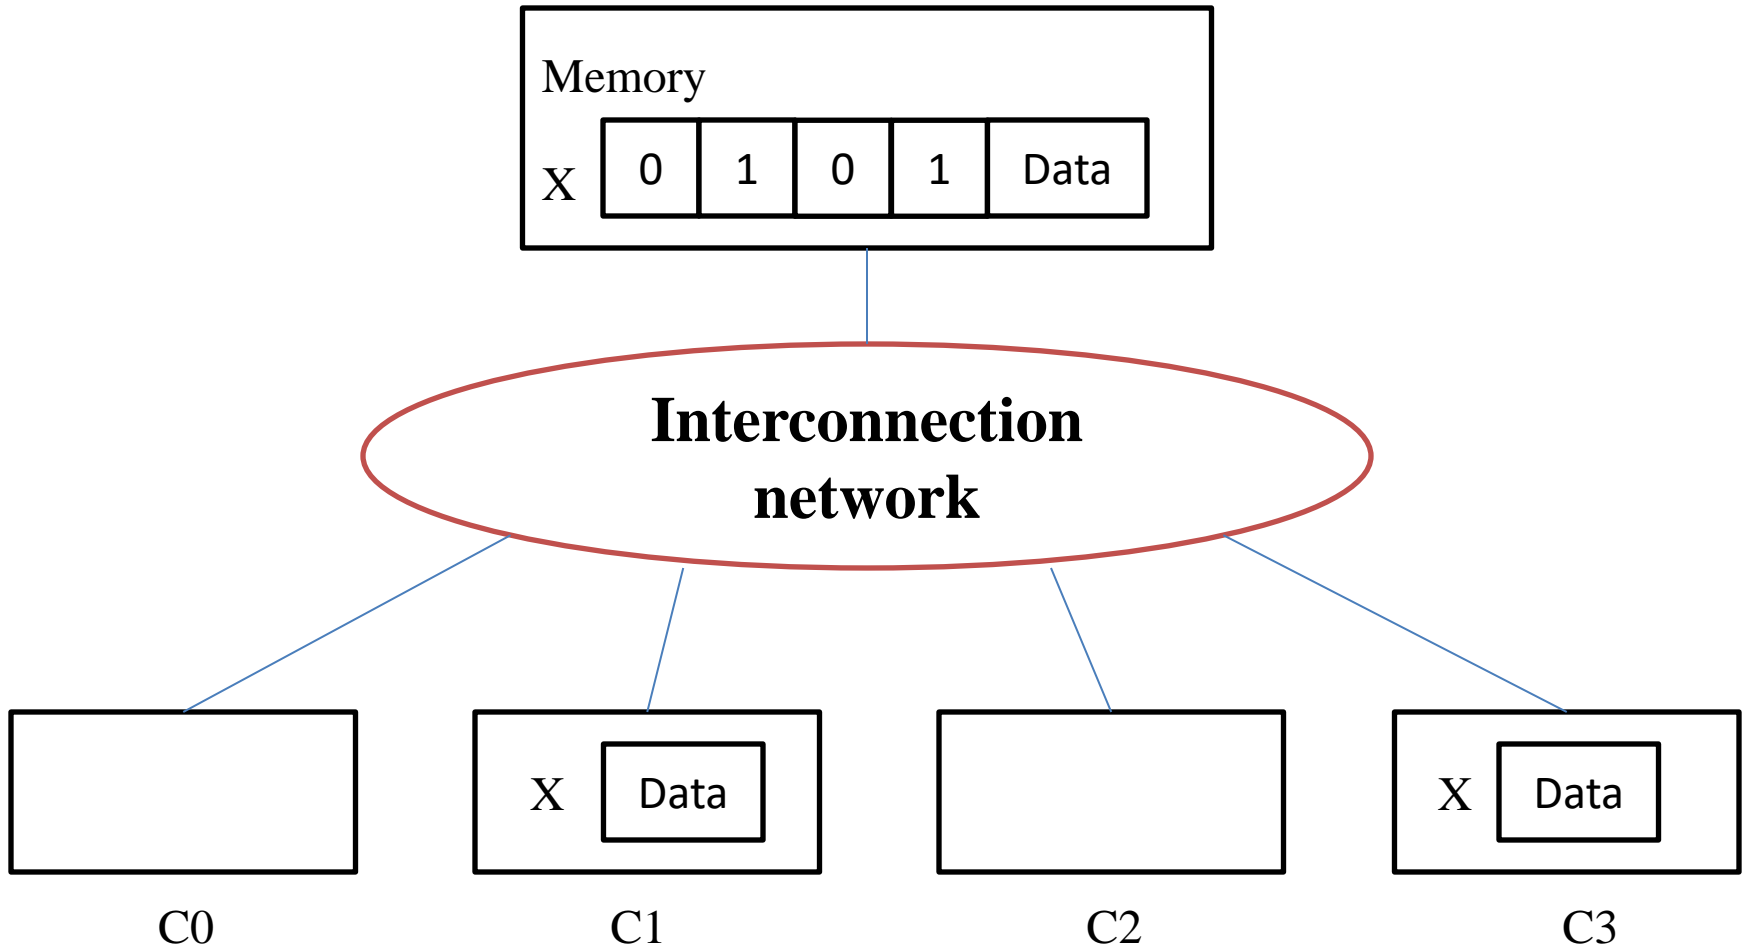 Memory
X 0 1 0 1 Data
Interconnection
network
X Data
X Data
C0 C1 C2 C3